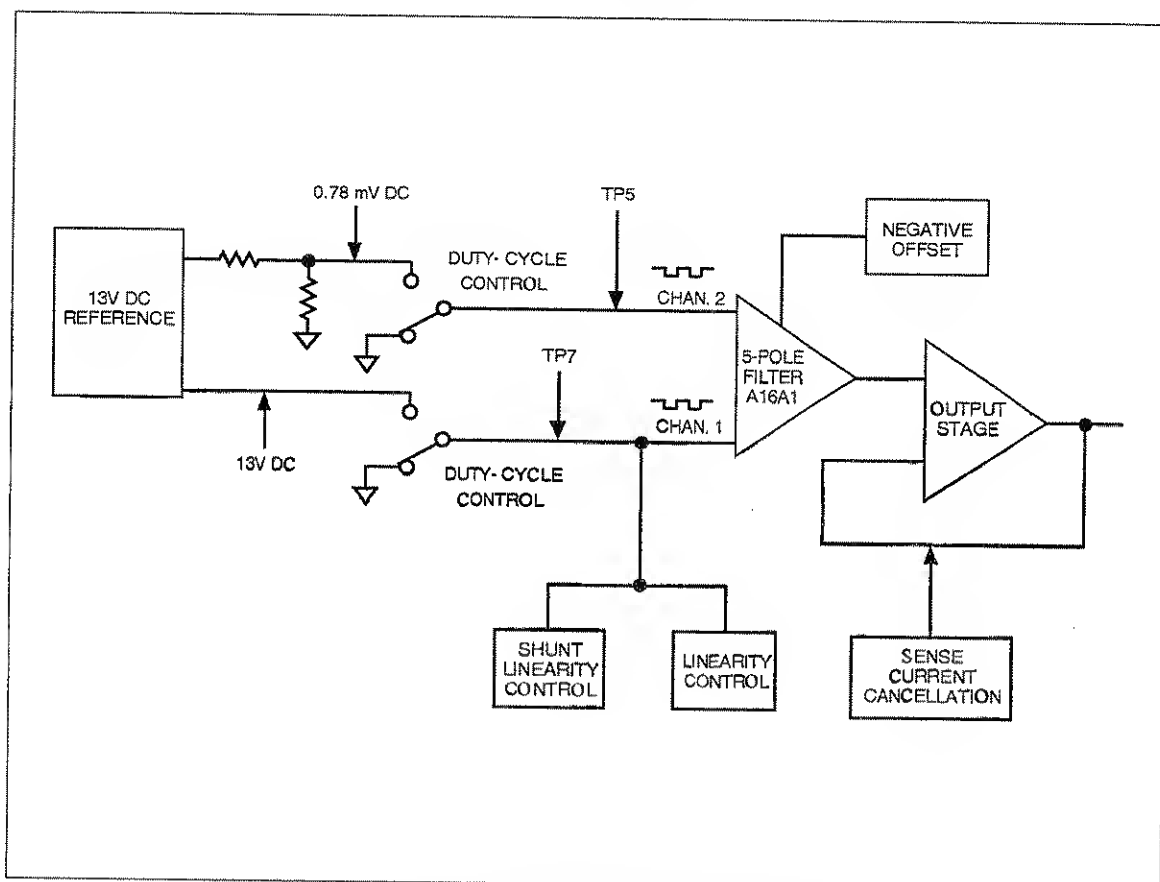 0.78 mV DC
TP5
NEGATIVE
OFFSET
13V DC
REFERENCE
DUTY- CYCLE
CONTROL
CHAN. 2
5-POLE
FILTER
A16A1
TP7
OUTPUT
STAGE
CHAN. 1
13V DC
DUTY- CYCLE
CONTROL
SHUNT
LINEARITY
CONTROL
LINEARITY
CONTROL
SENSE
CURRENT
CANCELLATION